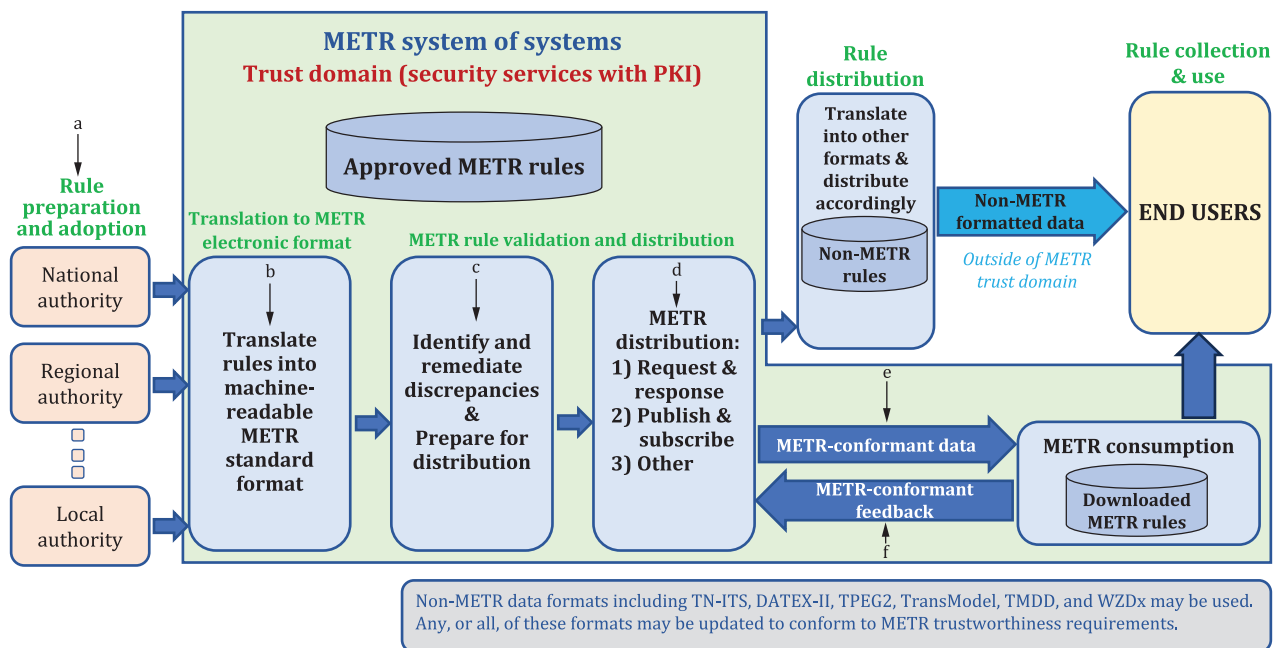 METR system of systems
Trust domain (security services with PKI)
Approved METR rules
Rule
distribution
Rule collection
& use
a
Rule
preparation
and adoption
National
authority
Regional
authority
Local
authority
Translation to METR
electronic format
b
Translate
rules into
machine-
readable
METR
standard
format
METR rule validation and distribution
c
Identify and
remediate
discrepancies
&
Prepare for
distribution
d
METR
distribution:
1) Request &
response
2) Publish &
subscribe
3) Other
Translate
into other
formats &
distribute
accordingly
Non-METR
rules
Non-METR
formatted data
Outside of METR
trust domain
END USERS
e
METR-conformant data
METR-conformant
feedback
f
METR consumption
Downloaded
METR rules
Non-METR data formats including TN-ITS, DATEX-II, TPEG2, TransModel, TMDD, and WZDx may be used.
Any, or all, of these formats may be updated to conform to METR trustworthiness requirements.